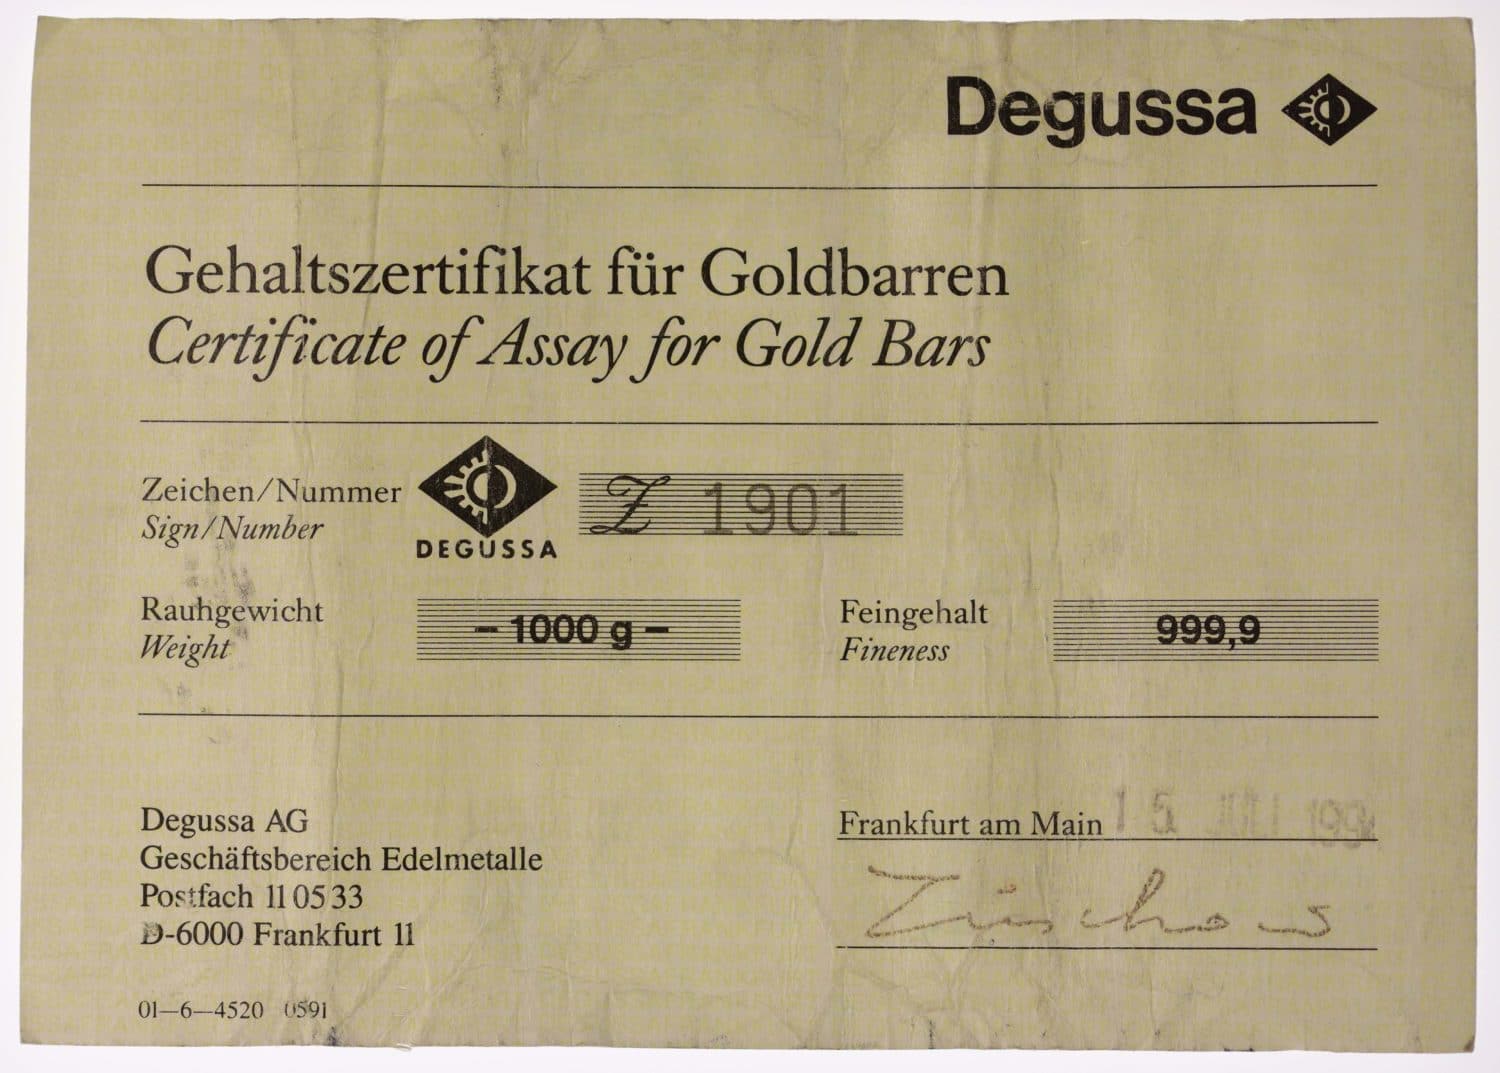 Degussa
Gehaltszertifikat für Goldbarren
Certificate of Assay for Gold Bars
Zeichen/Nummer
Sign/Number
DEGUSSA
Z 1901
Rauhgewicht
Weight
– 1000 g –
Feingehalt
Fineness
999,9
Degussa AG
Geschäftsbereich Edelmetalle
Postfach 11 05 33
D-6000 Frankfurt 11
Frankfurt am Main 15
01—6—4520 0591